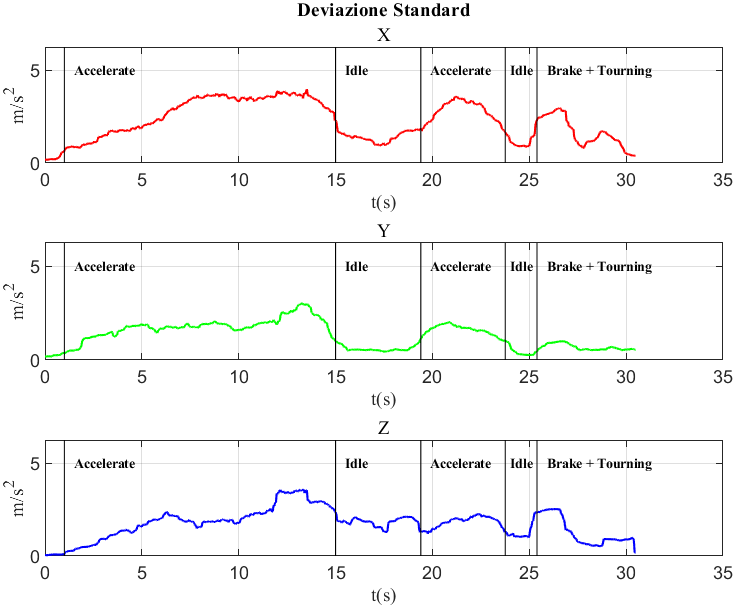 Deviazione Standard
X
m/s²
5
0
Accelerate Idle Accelerate Idle Brake + Tourning
0 5 10 15 20 25 30 35
t(s)
Y
m/s²
5
0
Accelerate Idle Accelerate Idle Brake + Tourning
0 5 10 15 20 25 30 35
t(s)
Z
m/s²
5
0
Accelerate Idle Accelerate Idle Brake + Tourning
0 5 10 15 20 25 30 35
t(s)